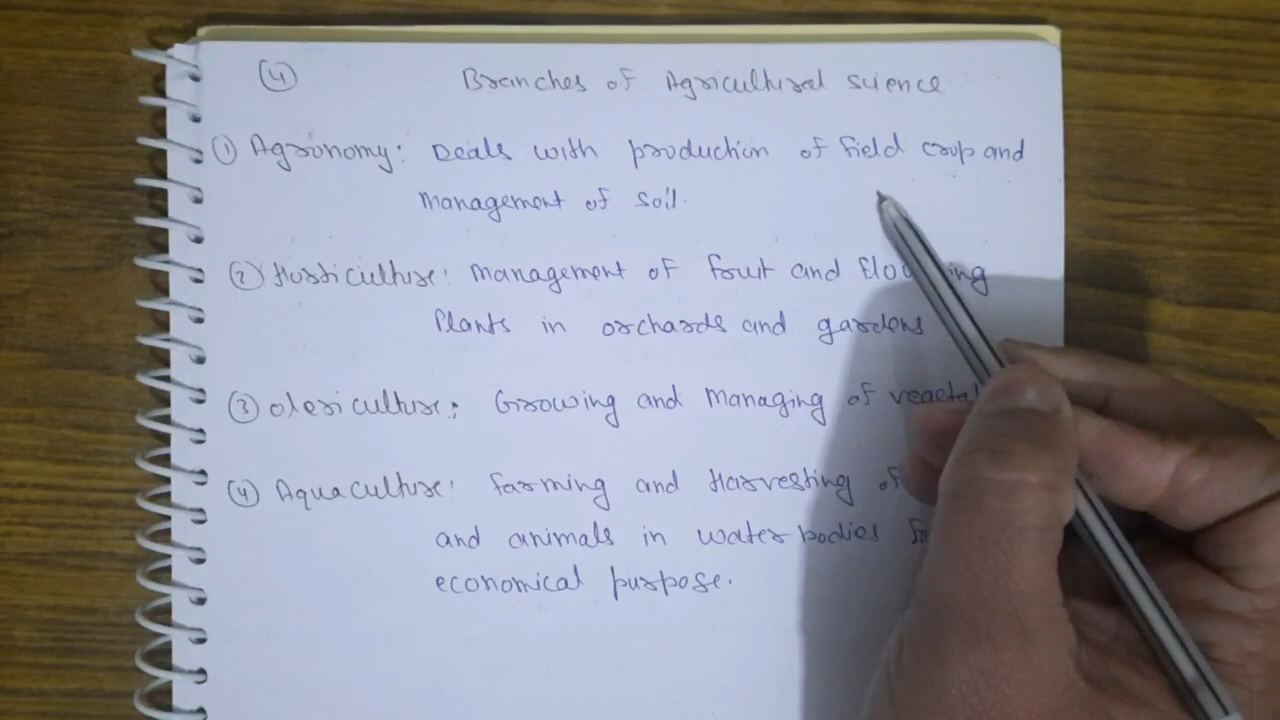 4 Branches of Agricultural science
1 Agronomy: Deals with production of field crop and
management of soil.
2 Horticulture: management of fruit and
Plants in orchards and gardens
3 Olericulture: Growing and managing of
4 Aquaculture: farming and Harvesting of
and animals in water bodies
economical purpose.